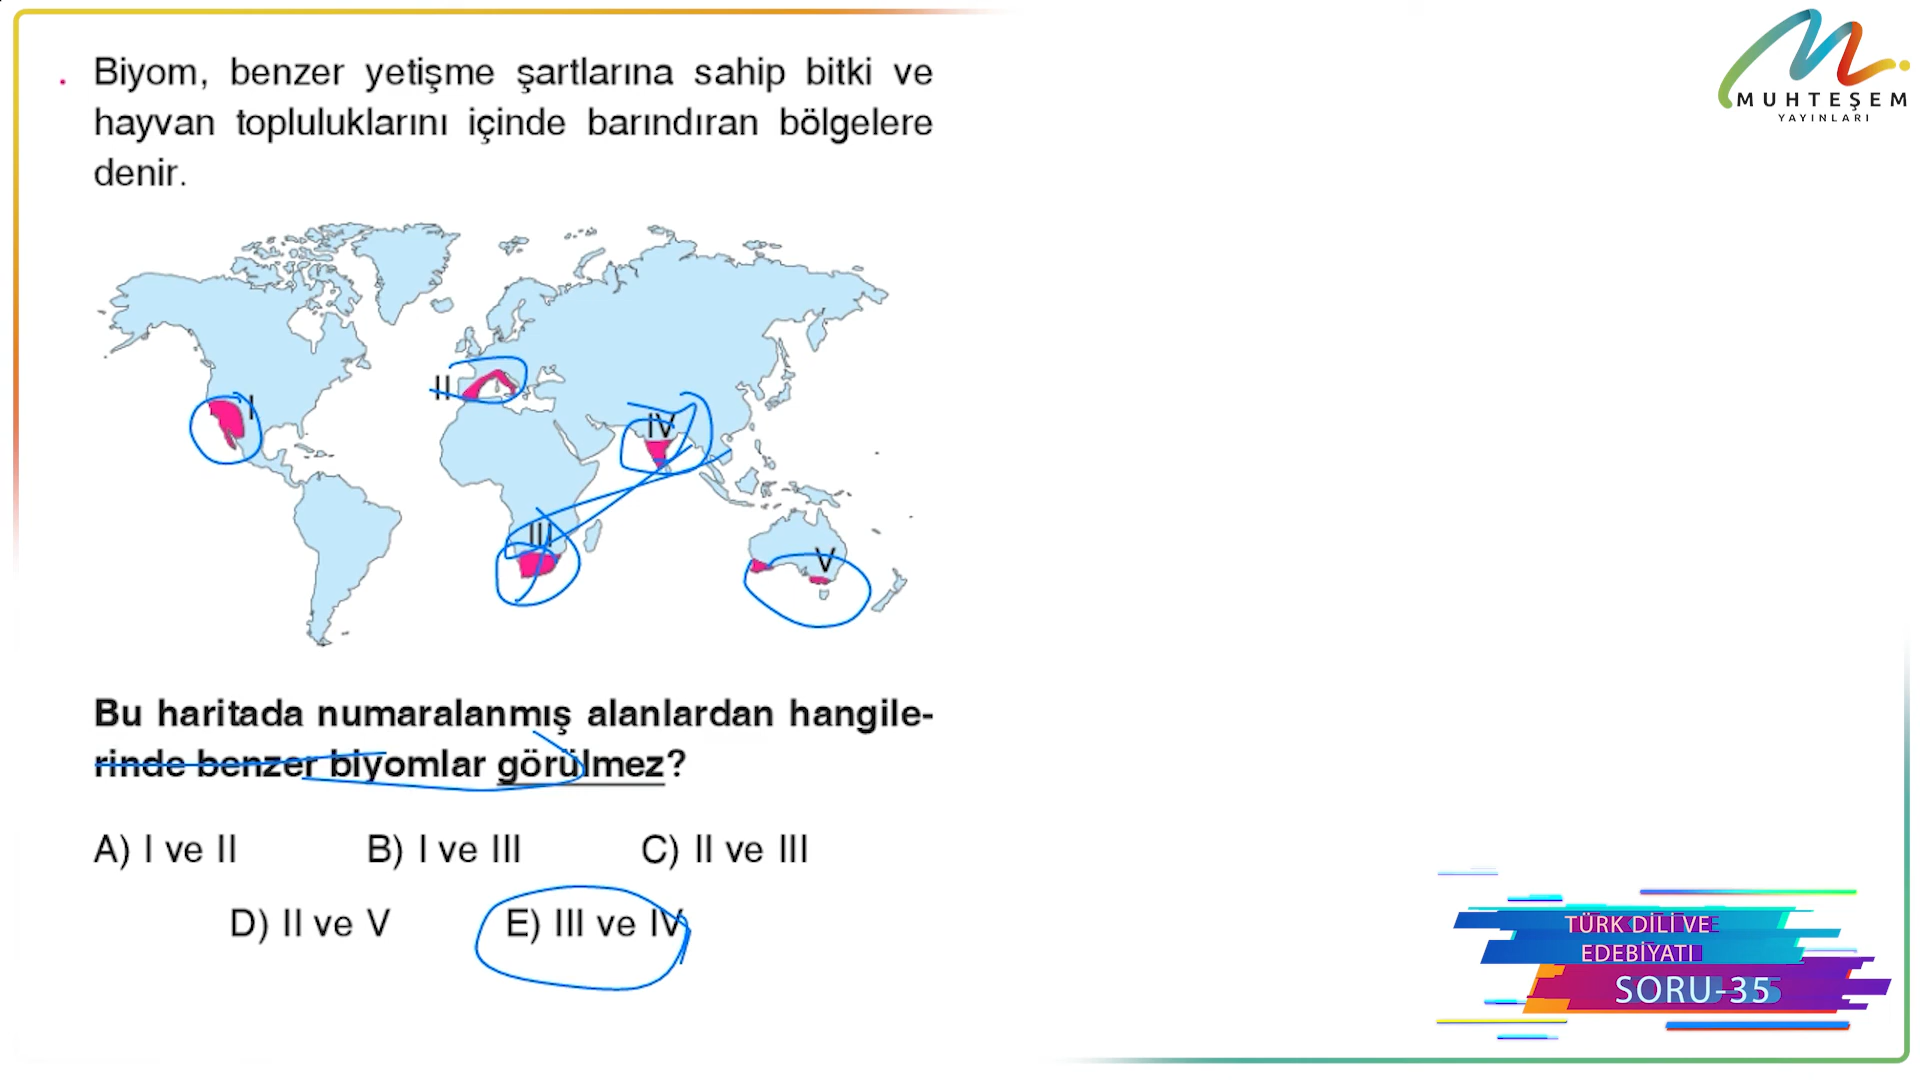 MUHTEŞEM
YAYINLARI
. Biyom, benzer yetişme şartlarına sahip bitki ve
hayvan topluluklarını içinde barındıran bölgelere
denir.
I
II
IV
III
V
Bu haritada numaralanmış alanlardan hangile-
rinde benzer biyomlar görülmez?
A) I ve II B) I ve III C) II ve III
D) II ve V E) III ve IV
TÜRK DİLİ VE
EDEBİYATI
SORU-35